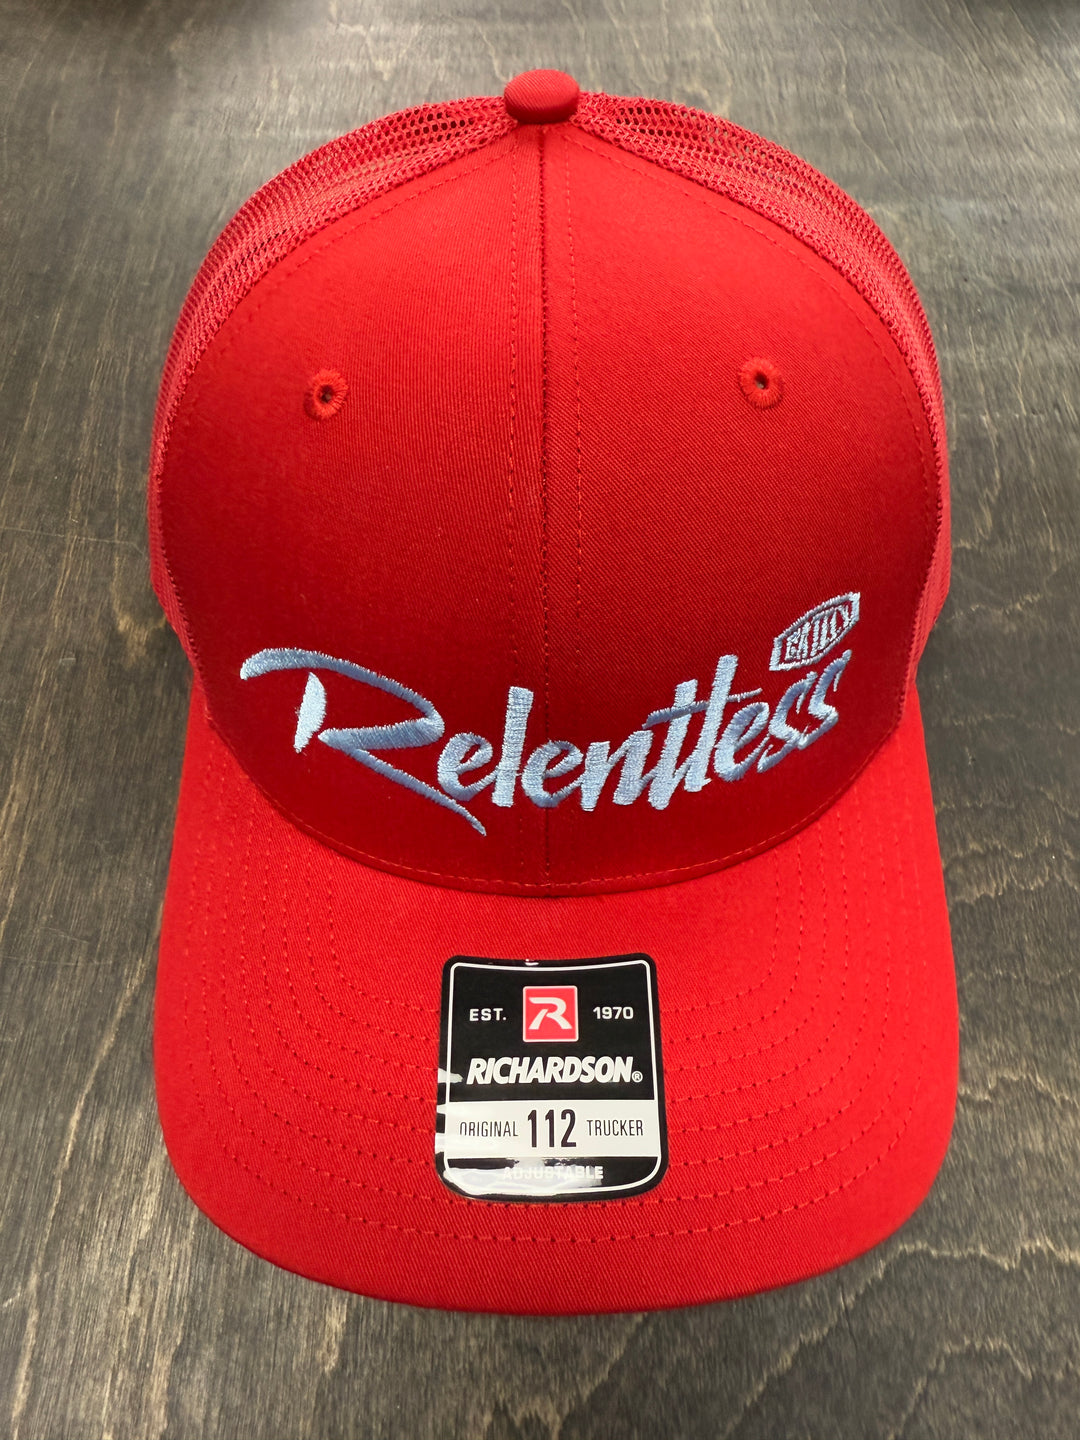 Relentless
EST. 1970
RICHARDSON®
ORIGINAL 112 TRUCKER
ADJUSTABLE